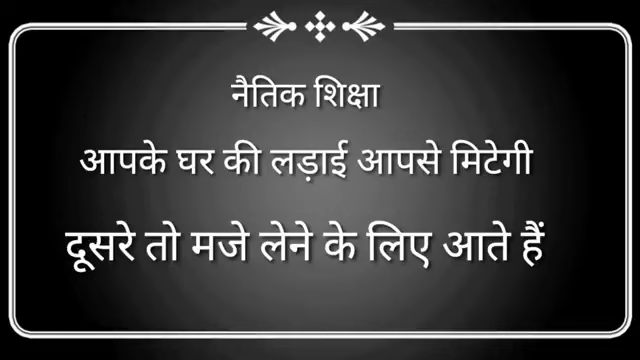 नैतिक शिक्षा
आपके घर की लड़ाई आपसे मिटेगी
दूसरे तो मजे लेने के लिए आते हैं